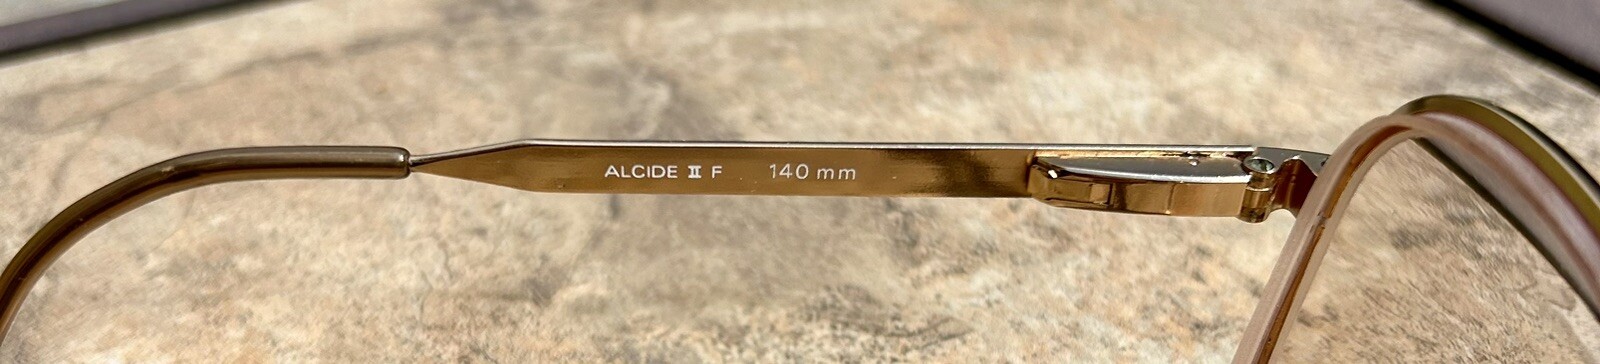 ALCIDE II F 140 mm